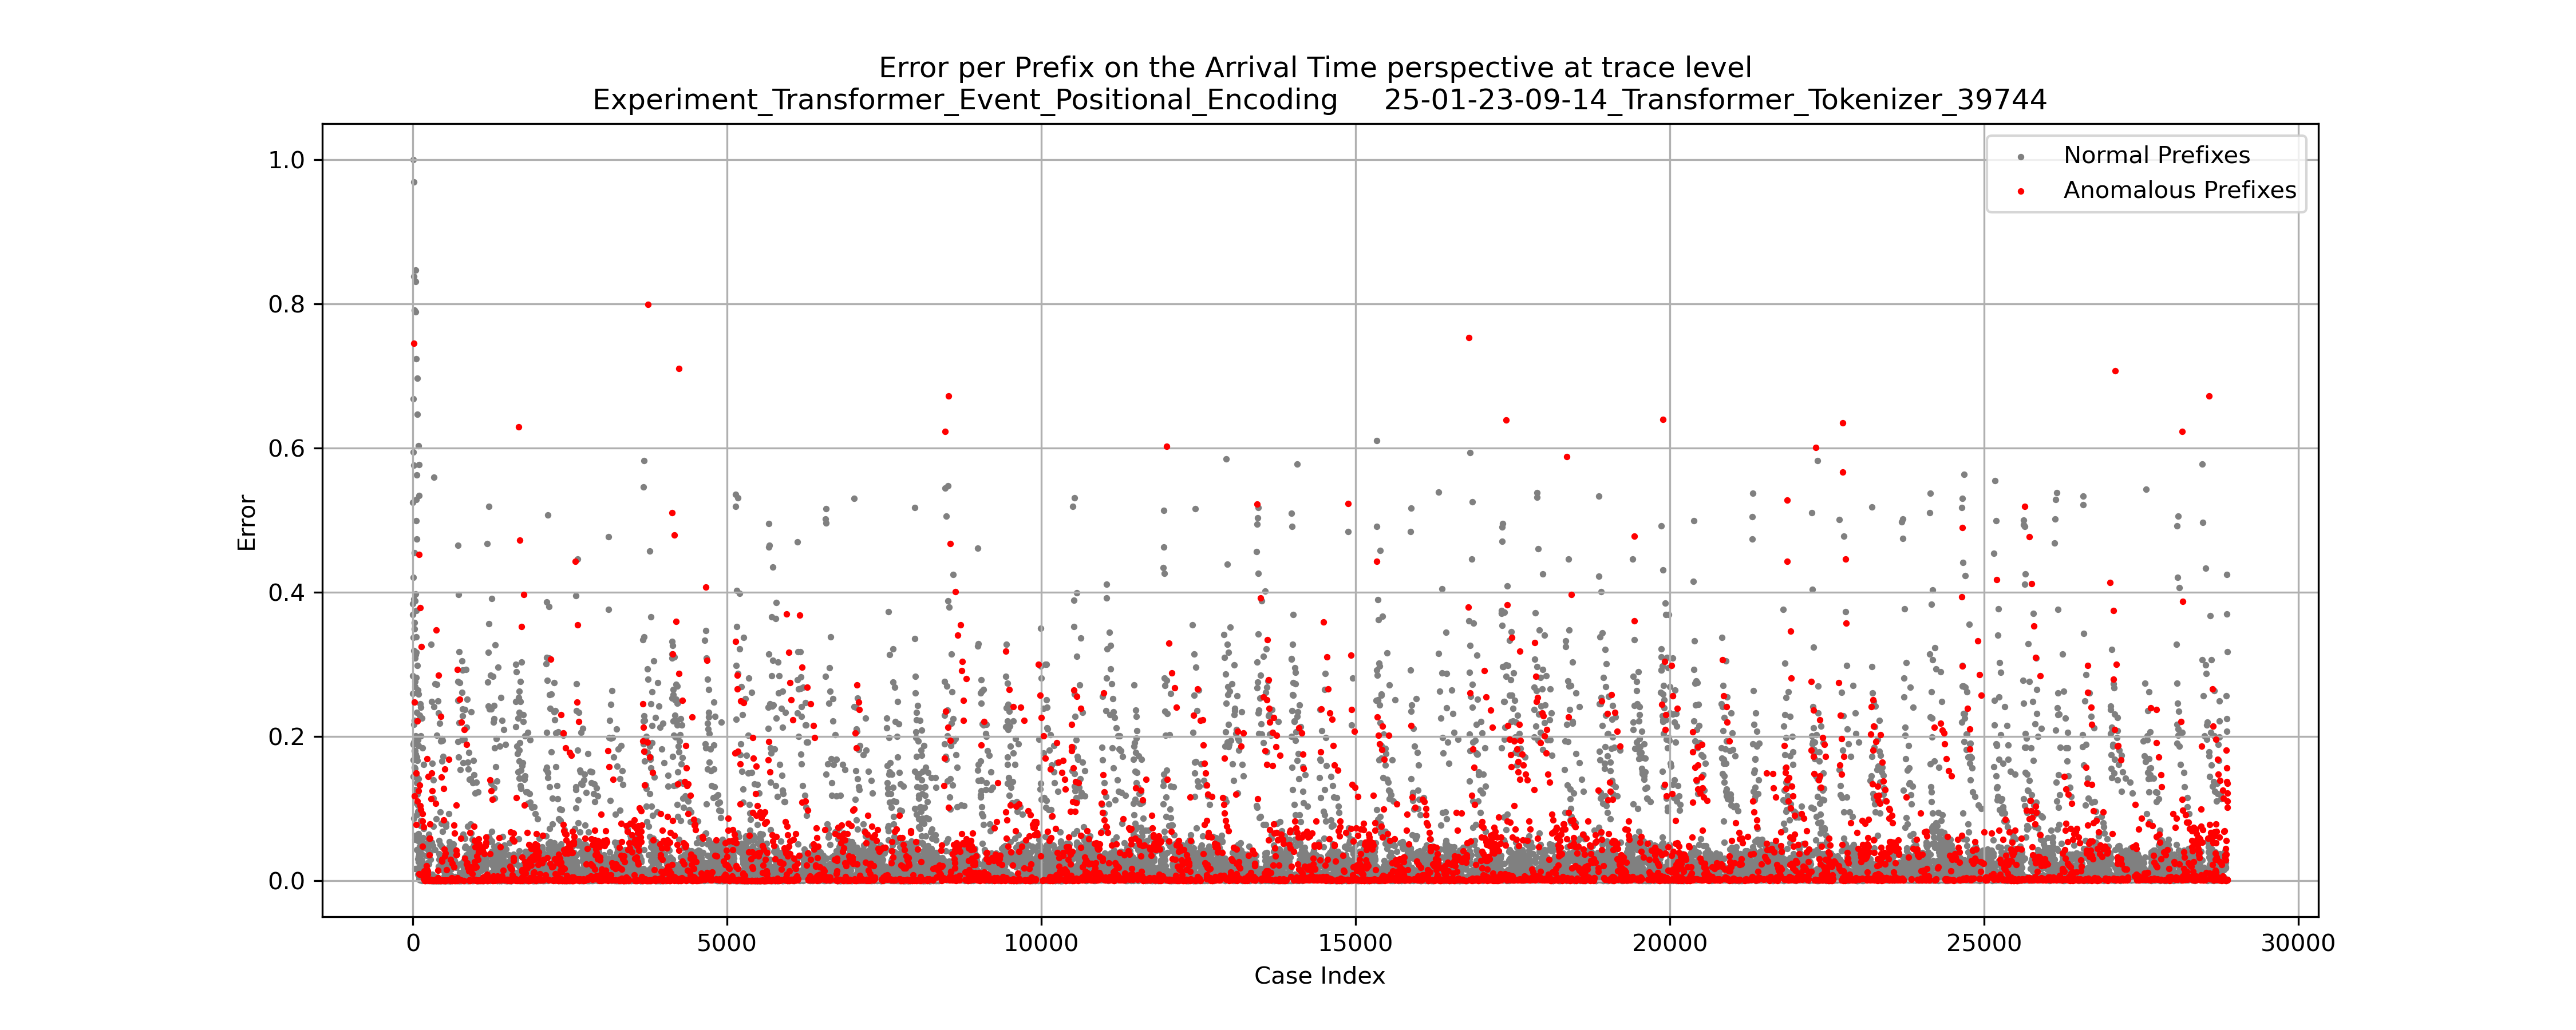 Error per Prefix on the Arrival Time perspective at trace level
Experiment_Transformer_Event_Positional_Encoding 25-01-23-09-14_Transformer_Tokenizer_39744
Normal Prefixes
Anomalous Prefixes
Error
1.0
0.8
0.6
0.4
0.2
0.0
0 5000 10000 15000 20000 25000 30000
Case Index